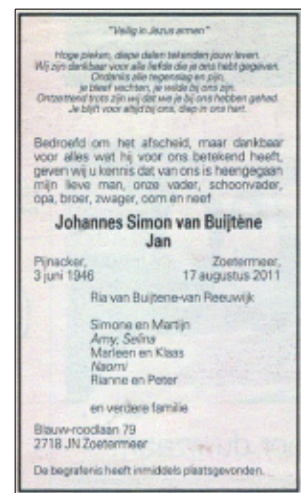 "Veilig in Jezus armen"
Hoge pieken, diepe dalen tekenden jouw leven.
Wij zijn dankbaar voor alle liefde die je ons hebt gegeven.
Ondanks alle tegenslag en pijn,
je bleef vechten, je wilde bij ons zijn.
Ontzettend trots zijn wij dat we je bij ons hebben gehad.
Je blijft voor altijd bij ons, diep in ons hart.
Bedroefd om het afscheid, maar dankbaar
voor alles wat hij voor ons betekend heeft,
geven wij u kennis dat van ons is heengegaan
mijn lieve man, onze vader, schoonvader,
opa, broer, zwager, oom en neef
Johannes Simon van Buijtène
Jan
Pijnacker, Zoetermeer,
3 juni 1946 17 augustus 2011
Ria van Buijtene-van Reeuwijk
Simone en Martijn
Amy, Selina
Marleen en Klaas
Naomi
Rianne en Peter
en verdere familie
Blauw-roodlaan 79
2718 JN Zoetermeer
De begrafenis heeft inmiddels plaatsgevonden.